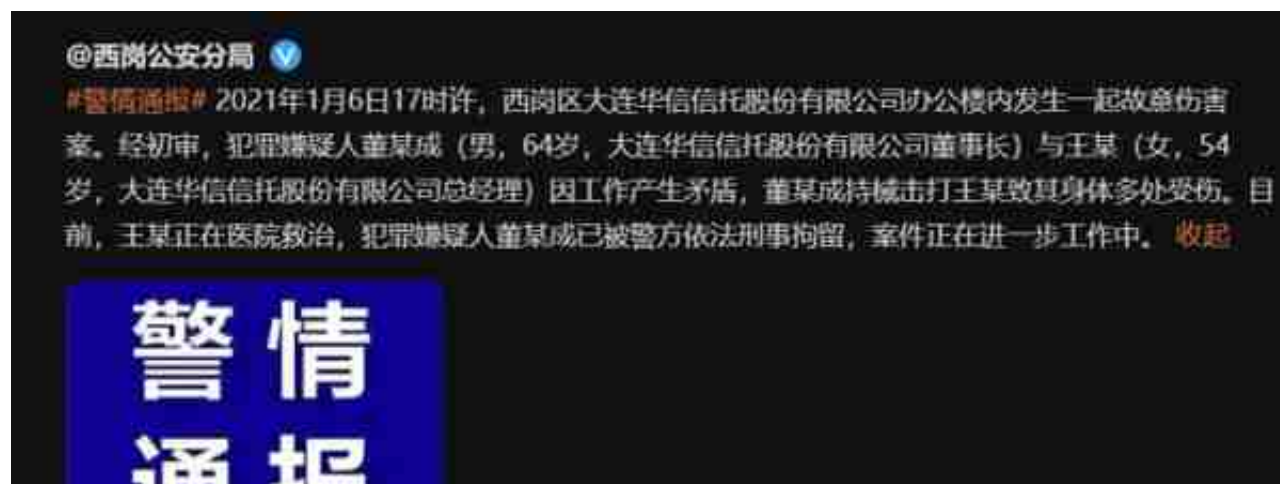 @西岗公安分局
#警情通报# 2021年1月6日17时许，西岗区大连华信信托股份有限公司办公楼内发生一起故意伤害
案。经初审，犯罪嫌疑人董某成（男，64岁，大连华信信托股份有限公司董事长）与王某（女，54
岁，大连华信信托股份有限公司总经理）因工作产生矛盾，董某成持械击打王某致其身体多处受伤。目
前，王某正在医院救治，犯罪嫌疑人董某成已被警方依法刑事拘留，案件正在进一步工作中。 收起
警情
通报